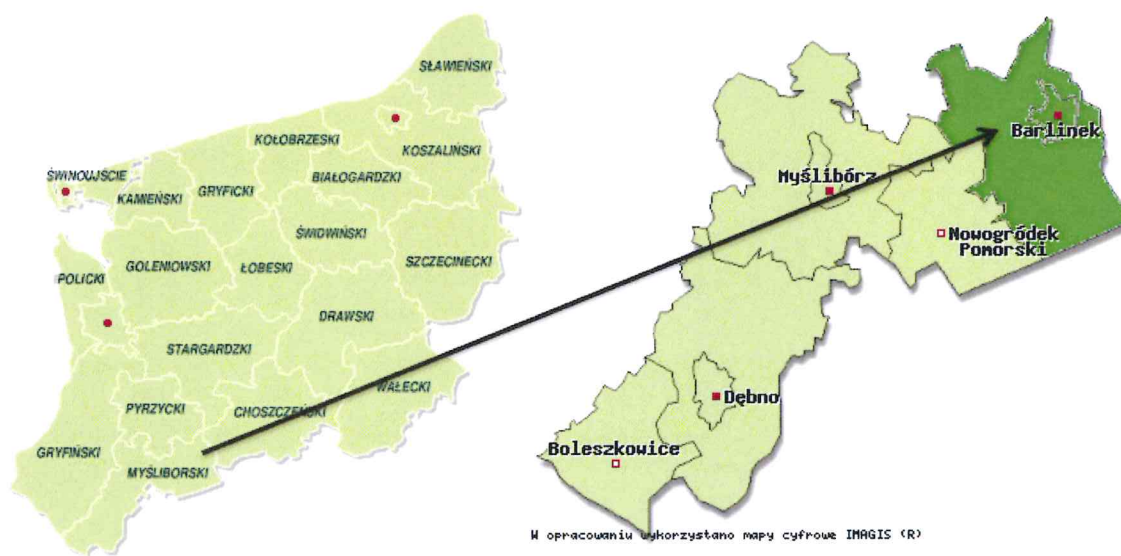 SŁAWIEŃSKI
KOŁOBRZESKI
KOSZALIŃSKI
ŚWINOUJŚCIE
KAMIEŃSKI
GRYFICKI
BIAŁOGARDZKI
ŚWIDWIŃSKI
POLICKI
GOLENIOWSKI
ŁOBESKI
SZCZECINECKI
DRAWSKI
STARGARDZKI
WAŁECKI
PYRZYCKI
CHOSZCZEŃSKI
GRYFIŃSKI
MYŚLIBORSKI
Barlinek
Myślibórz
Nowogródek
Pomorski
Dębno
Boleszkowice
W opracowaniu wykorzystano mapy cyfrowe IMAGIS (R)